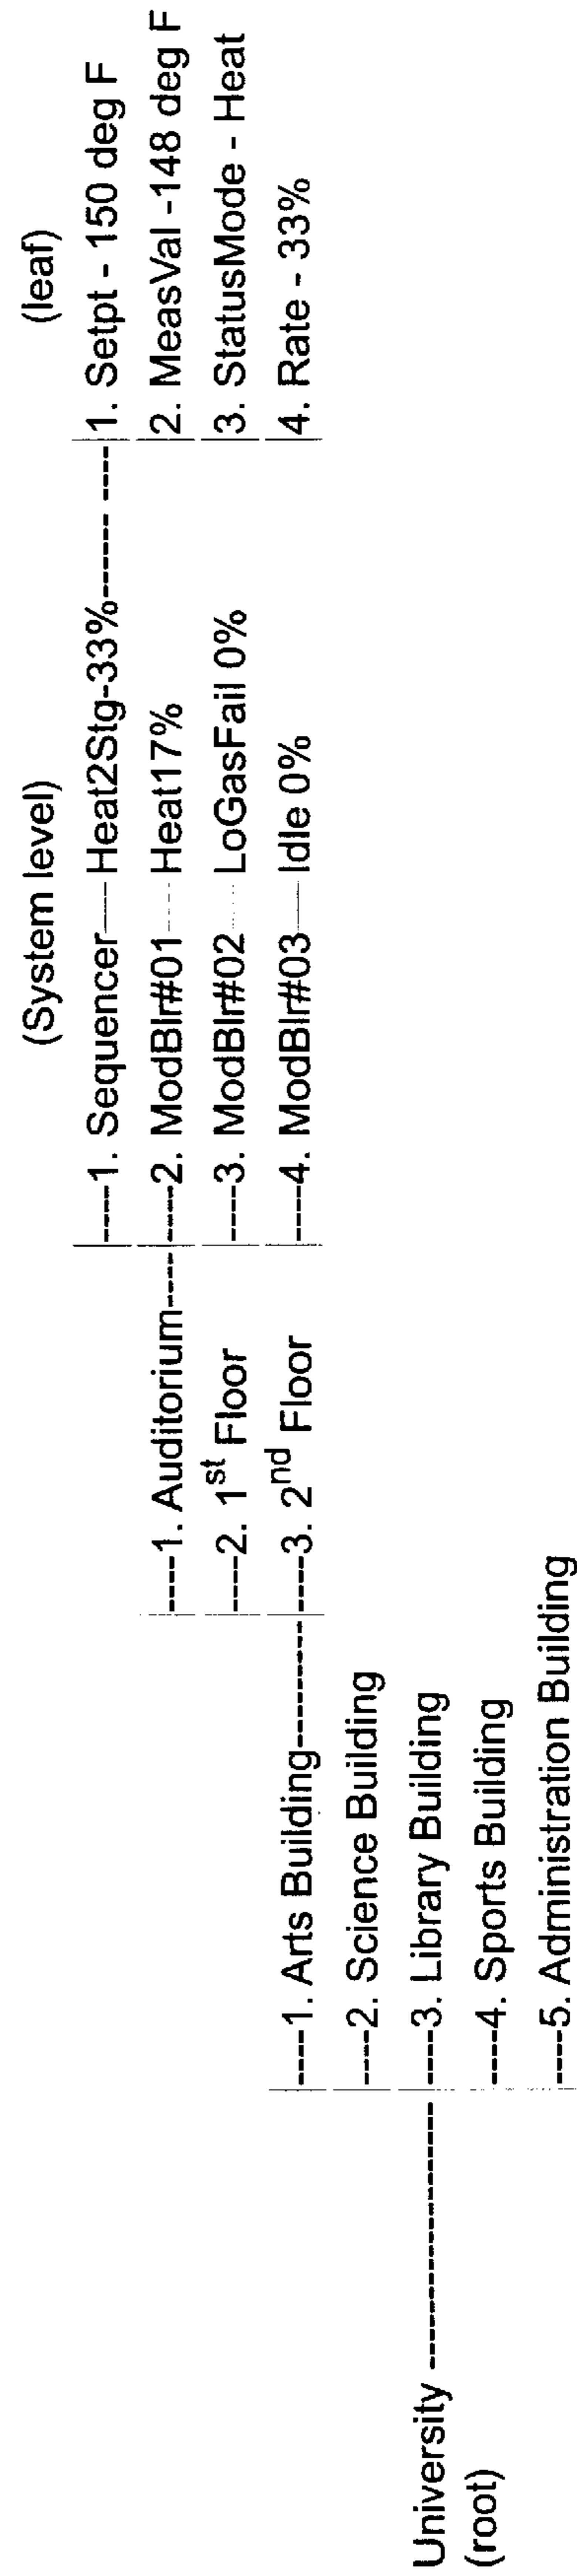 (System level)
(leaf)
----1. Sequencer----Heat2Stg-33%------- ----1. Setpt - 150 deg F
----1. Auditorium---- ----2. ModBlr#01----Heat17%
2. MeasVal -148 deg F
----2. 1st Floor
----3. ModBlr#02----LoGasFail 0%
3. StatusMode - Heat
----1. Arts Building---------- ----3. 2nd Floor
----4. ModBlr#03----Idle 0%
4. Rate - 33%
----2. Science Building
University -------------------- ----3. Library Building
(root)
----4. Sports Building
----5. Administration Building